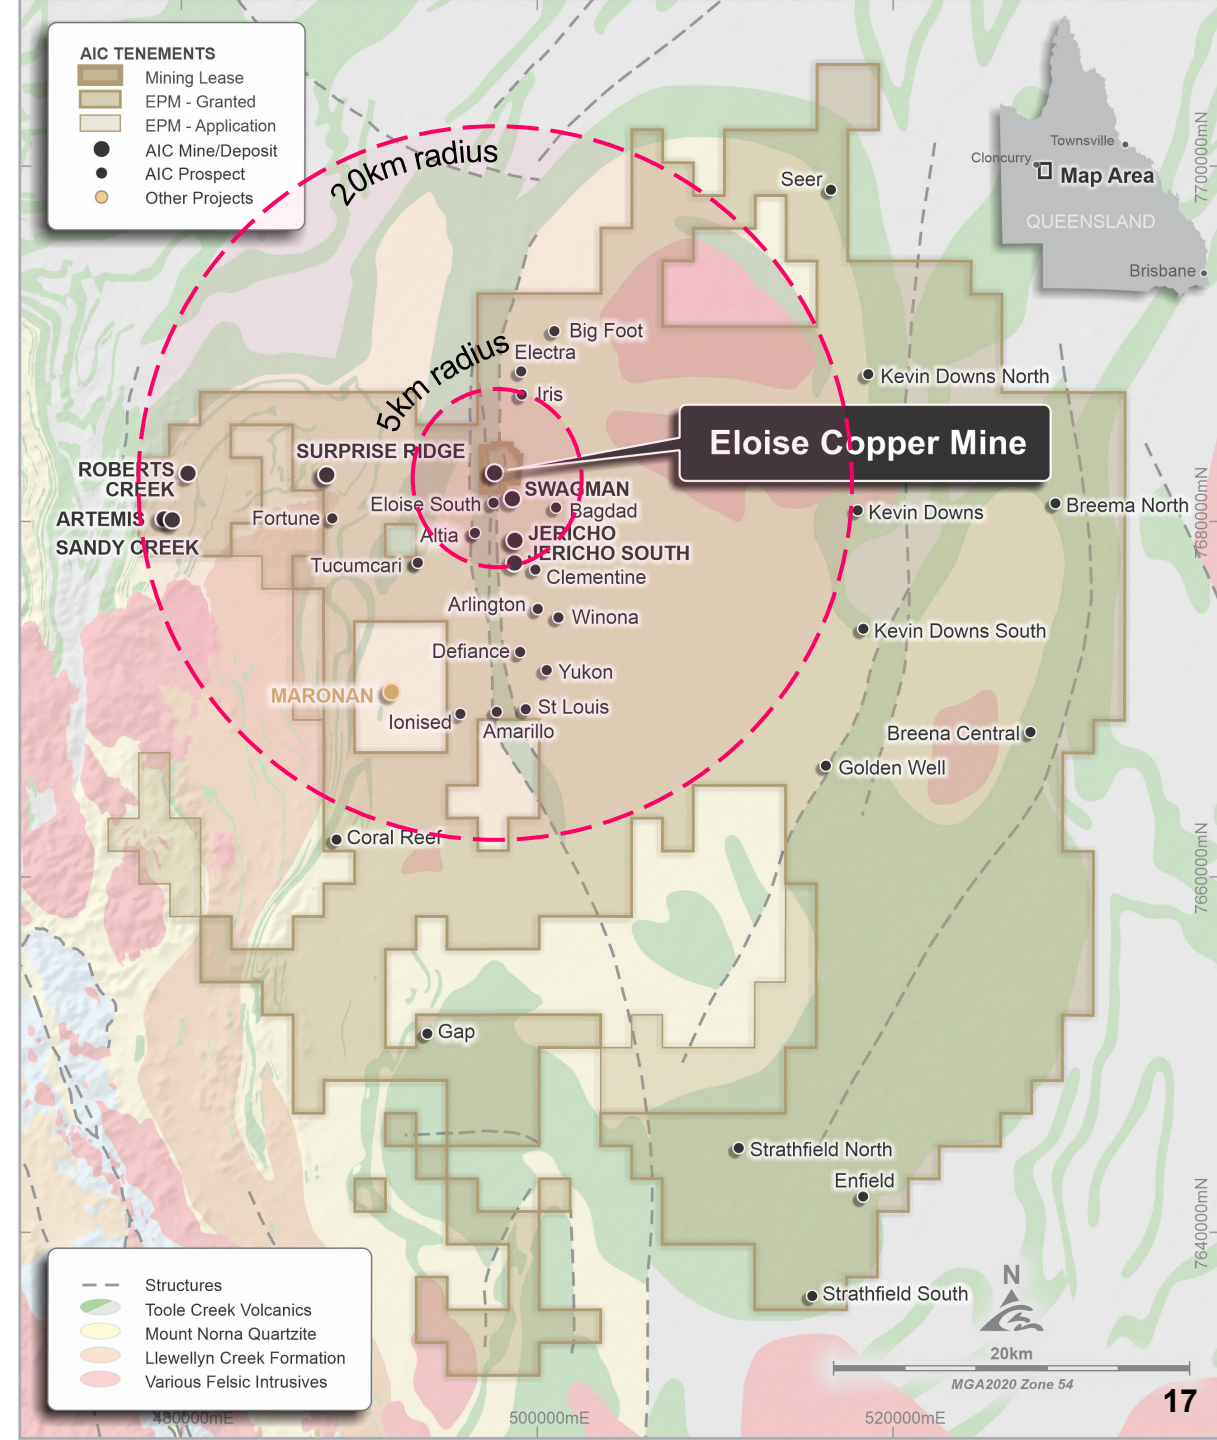 AIC TENEMENTS
Mining Lease
EPM - Granted
EPM - Application
AIC Mine/Deposit
AIC Prospect
Other Projects
20km radius
5km radius
Townsville
Cloncurry
Map Area
QUEENSLAND
Brisbane
7700000mN
Seer
Big Foot
Electra
Iris
Kevin Downs North
Eloise Copper Mine
SURPRISE RIDGE
ROBERTS
CREEK
ARTEMIS
SANDY CREEK
Fortune
Eloise South
SWAGMAN
Bagdad
Altia
JERICHO
JERICHO SOUTH
Tucumcari
Clementine
Kevin Downs
Breema North
7680000mN
Arlington
Winona
Kevin Downs South
Defiance
Yukon
MARONAN
Ionised
St Louis
Amarillo
Breena Central
Golden Well
Coral Reef
7660000mN
Gap
Strathfield North
Enfield
Strathfield South
7640000mN
Structures
Toole Creek Volcanics
Mount Norna Quartzite
Llewellyn Creek Formation
Various Felsic Intrusives
N
20km
MGA2020 Zone 54
17
480000mE
500000mE
520000mE